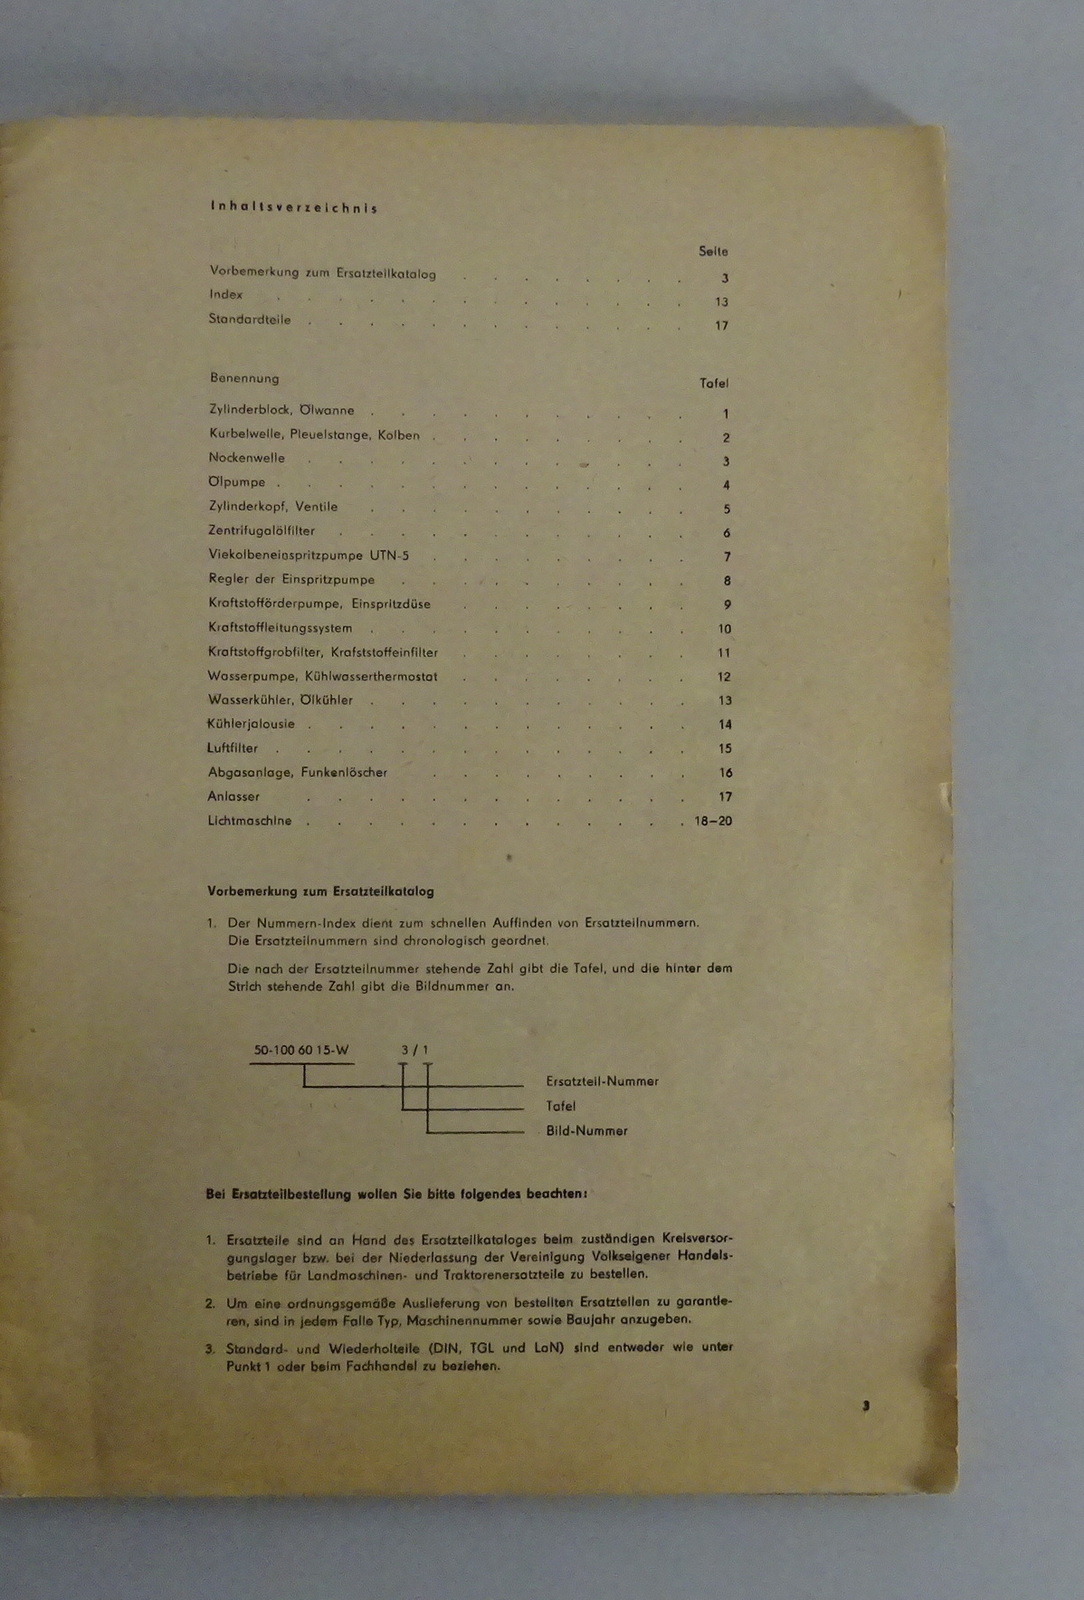 Inhaltsverzeichnis
Seite
Vorbemerkung zum Ersatzteilkatalog . . . . . . . . 3
Index . . . . . . . . . . . . . . 13
Standardteile . . . . . . . . . . . . . 17
Benennung Tafel
Zylinderblock, Ölwanne . . . . . . . . . . . 1
Kurbelwelle, Pleuelstange, Kolben . . . . . . . . . 2
Nockenwelle . . . . . . . . . . . . . 3
Ölpumpe . . . . . . . . . . . . . . 4
Zylinderkopf, Ventile . . . . . . . . . . . 5
Zentrifugalölfilter . . . . . . . . . . . . 6
Viekolbeneinspritzpumpe UTN-5 . . . . . . . . . 7
Regler der Einspritzpumpe . . . . . . . . . . 8
Kraftstofförderpumpe, Einspritzdüse . . . . . . . . 9
Kraftstoffleitungssystem . . . . . . . . . . . 10
Kraftstoffgrobfilter, Krafststoffeinfilter . . . . . . . . 11
Wasserpumpe, Kühlwasserthermostat . . . . . . . . 12
Wasserkühler, Ölkühler . . . . . . . . . . . 13
Kühlerjalousie . . . . . . . . . . . . . 14
Luftfilter . . . . . . . . . . . . . . 15
Abgasanlage, Funkenlöscher . . . . . . . . . 16
Anlasser . . . . . . . . . . . . . 17
Lichtmaschine . . . . . . . . . . . . . 18–20
Vorbemerkung zum Ersatzteilkatalog
1. Der Nummern-Index dient zum schnellen Auffinden von Ersatzteilnummern.
Die Ersatzteilnummern sind chronologisch geordnet.
Die nach der Ersatzteilnummer stehende Zahl gibt die Tafel, und die hinter dem
Strich stehende Zahl gibt die Bildnummer an.
50-100 60 15-W 3 / 1
Ersatzteil-Nummer
Tafel
Bild-Nummer
Bei Ersatzteilbestellung wollen Sie bitte folgendes beachten:
1. Ersatzteile sind an Hand des Ersatzteilkataloges beim zuständigen Kreisversor-
gungslager bzw. bei der Niederlassung der Vereinigung Volkseigener Handels-
betriebe für Landmaschinen- und Traktorenersatzteile zu bestellen.
2. Um eine ordnungsgemäße Auslieferung von bestellten Ersatzteilen zu garantie-
ren, sind in jedem Falle Typ, Maschinennummer sowie Baujahr anzugeben.
3. Standard- und Wiederholteile (DIN, TGL und LaN) sind entweder wie unter
Punkt 1 oder beim Fachhandel zu beziehen.
3